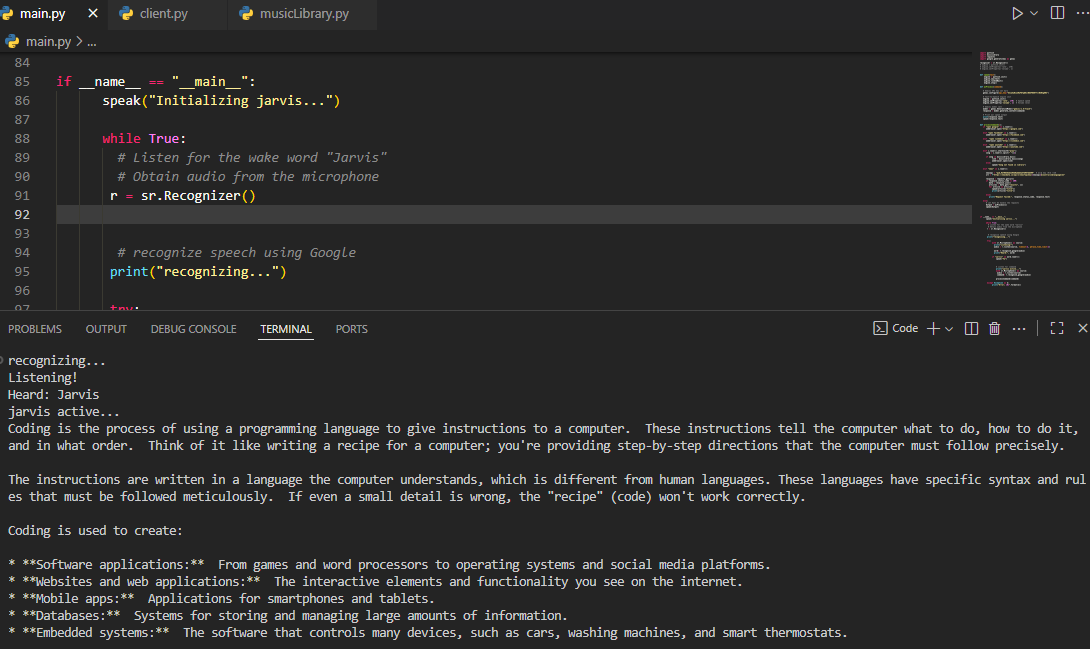 main.py
client.py
musicLibrary.py
main.py > ...
84
85 if __name__ == "__main__":
86 speak("Initializing jarvis...")
87
88 while True:
89 # Listen for the wake word "Jarvis"
90 # Obtain audio from the microphone
91 r = sr.Recognizer()
92
93
94 # recognize speech using Google
95 print("recognizing...")
96
97 try:
PROBLEMS OUTPUT DEBUG CONSOLE TERMINAL PORTS
Code
recognizing...
Listening!
Heard: Jarvis
jarvis active...
Coding is the process of using a programming language to give instructions to a computer.  These instructions tell the computer what to do, how to do it,
and in what order.  Think of it like writing a recipe for a computer; you're providing step-by-step directions that the computer must follow precisely.
The instructions are written in a language the computer understands, which is different from human languages. These languages have specific syntax and rul
es that must be followed meticulously.  If even a small detail is wrong, the "recipe" (code) won't work correctly.
Coding is used to create:
* **Software applications:**  From games and word processors to operating systems and social media platforms.
* **Websites and web applications:**  The interactive elements and functionality you see on the internet.
* **Mobile apps:**  Applications for smartphones and tablets.
* **Databases:**  Systems for storing and managing large amounts of information.
* **Embedded systems:**  The software that controls many devices, such as cars, washing machines, and smart thermostats.